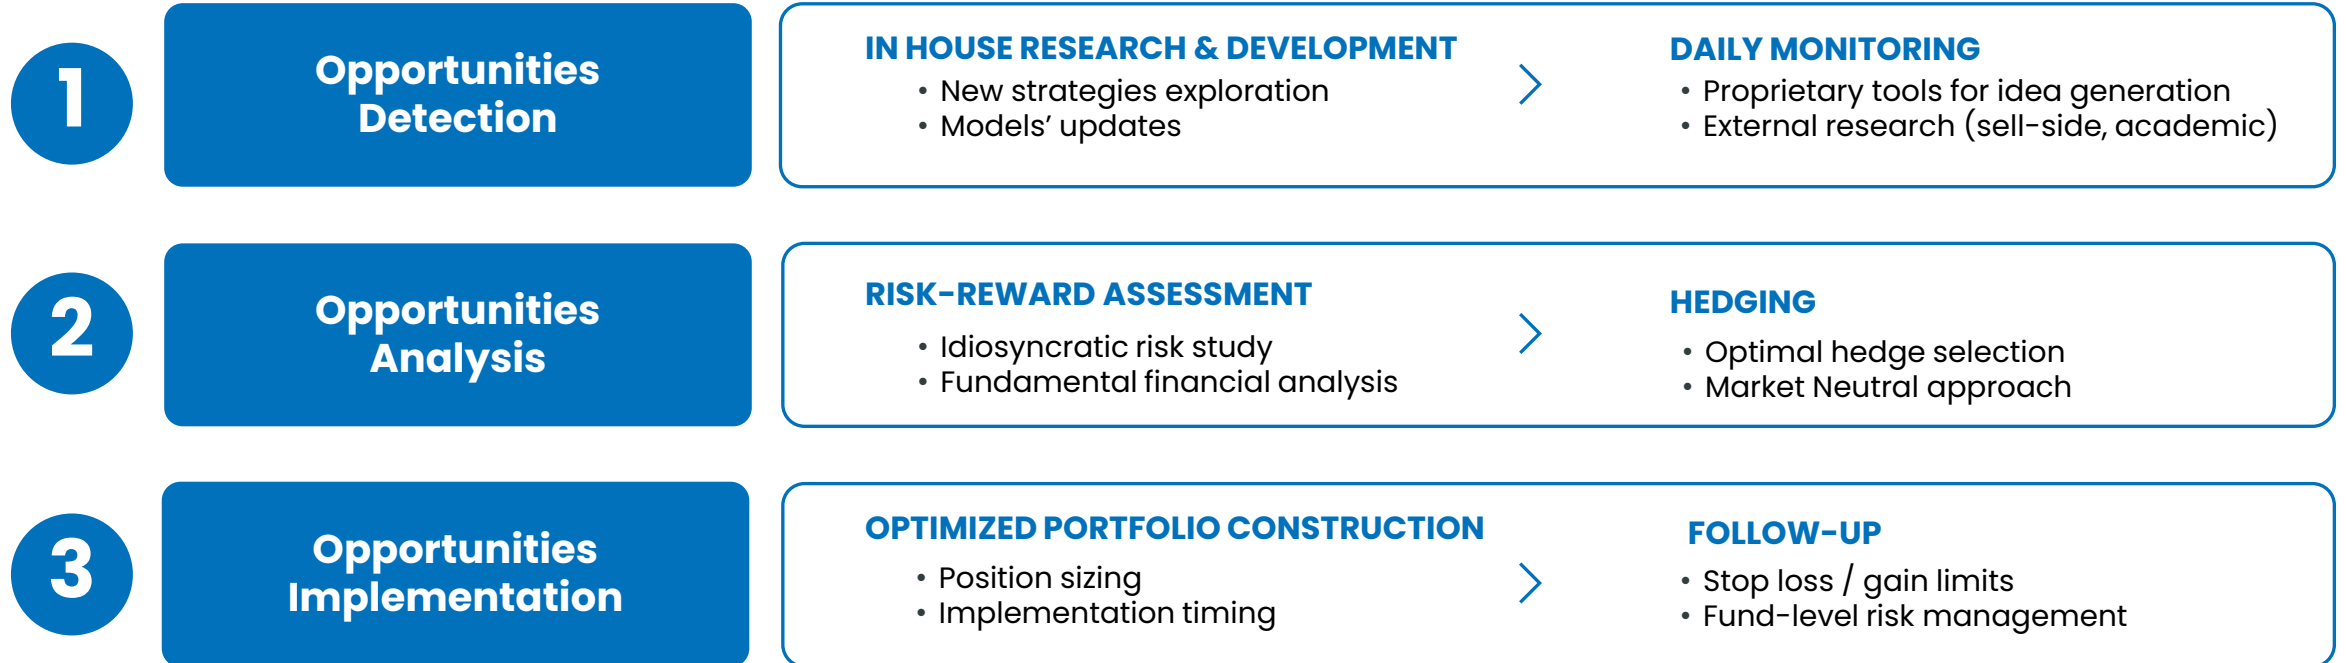 1
Opportunities
Detection
IN HOUSE RESEARCH & DEVELOPMENT
• New strategies exploration
• Models’ updates
DAILY MONITORING
• Proprietary tools for idea generation
• External research (sell-side, academic)
2
Opportunities
Analysis
RISK-REWARD ASSESSMENT
• Idiosyncratic risk study
• Fundamental financial analysis
HEDGING
• Optimal hedge selection
• Market Neutral approach
3
Opportunities
Implementation
OPTIMIZED PORTFOLIO CONSTRUCTION
• Position sizing
• Implementation timing
FOLLOW-UP
• Stop loss / gain limits
• Fund-level risk management